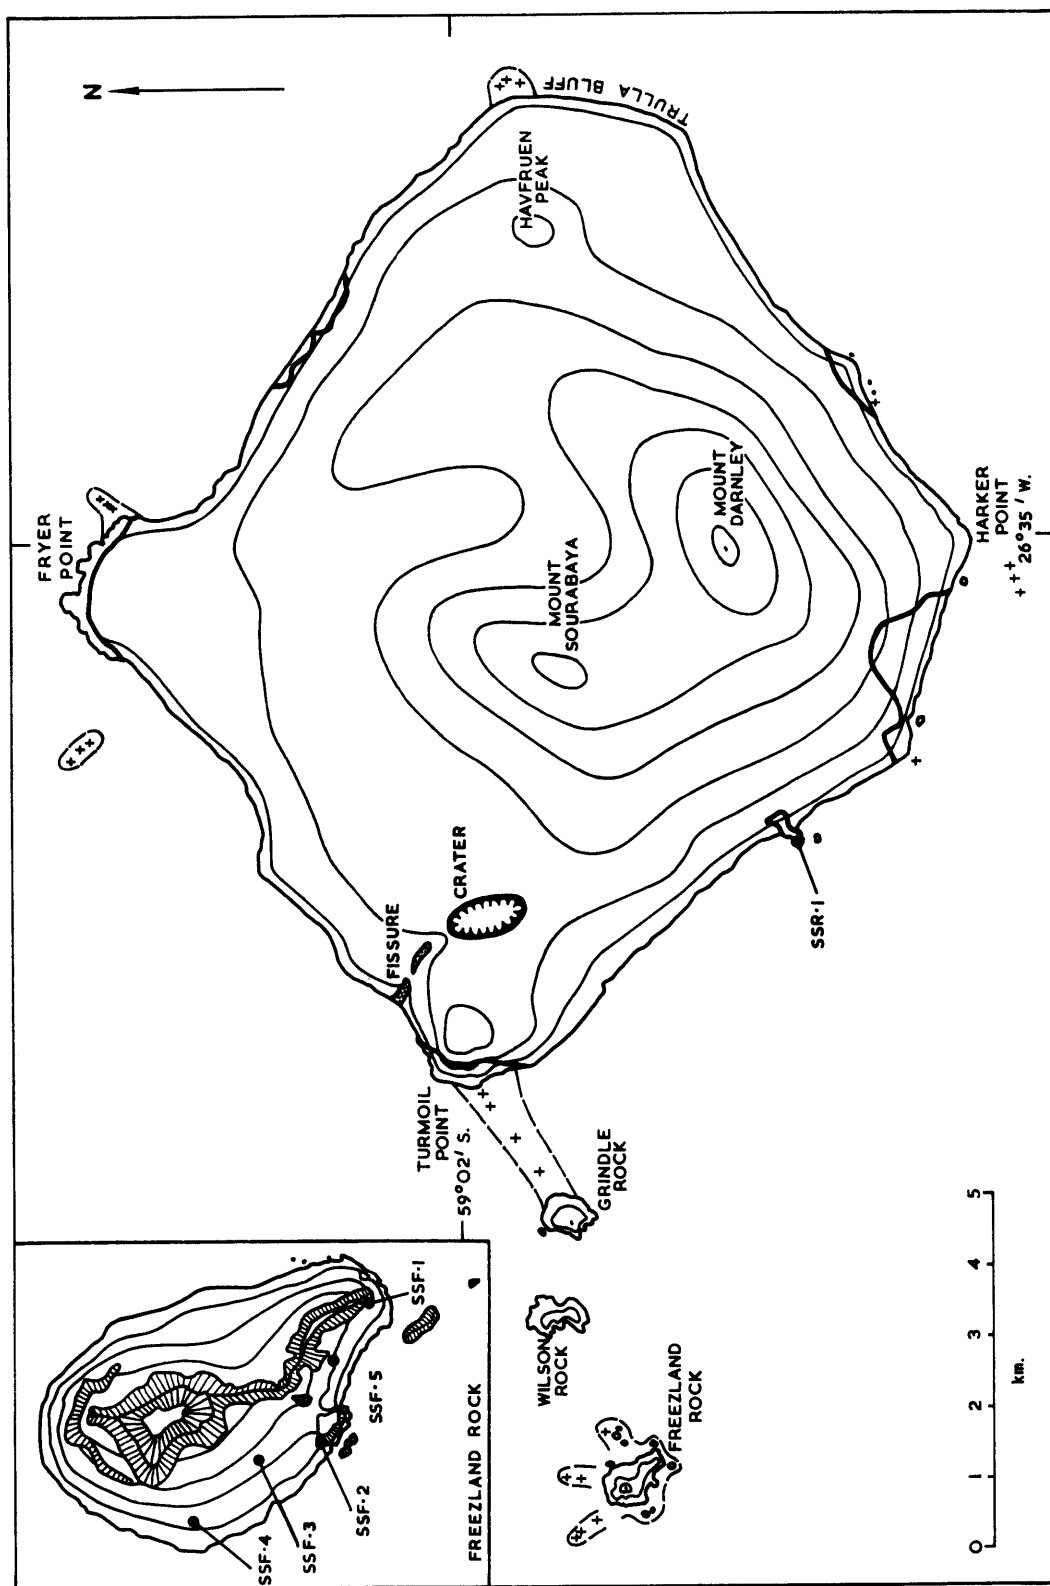 N
TRULLA BLUFF
HAVFRUEN
PEAK
FRYER
POINT
MOUNT
DARNLEY
MOUNT
SOURABAYA
HARKER
POINT
26°35' W.
CRATER
FISSURE
SSR·1
TURMOIL
POINT
59°02' S.
GRINDLE
ROCK
WILSON
ROCK
FREEZLAND
ROCK
SSF·1
SSF·5
SSF·2
SSF·3
SSF·4
FREEZLAND ROCK
0 1 2 3 4 5
km.